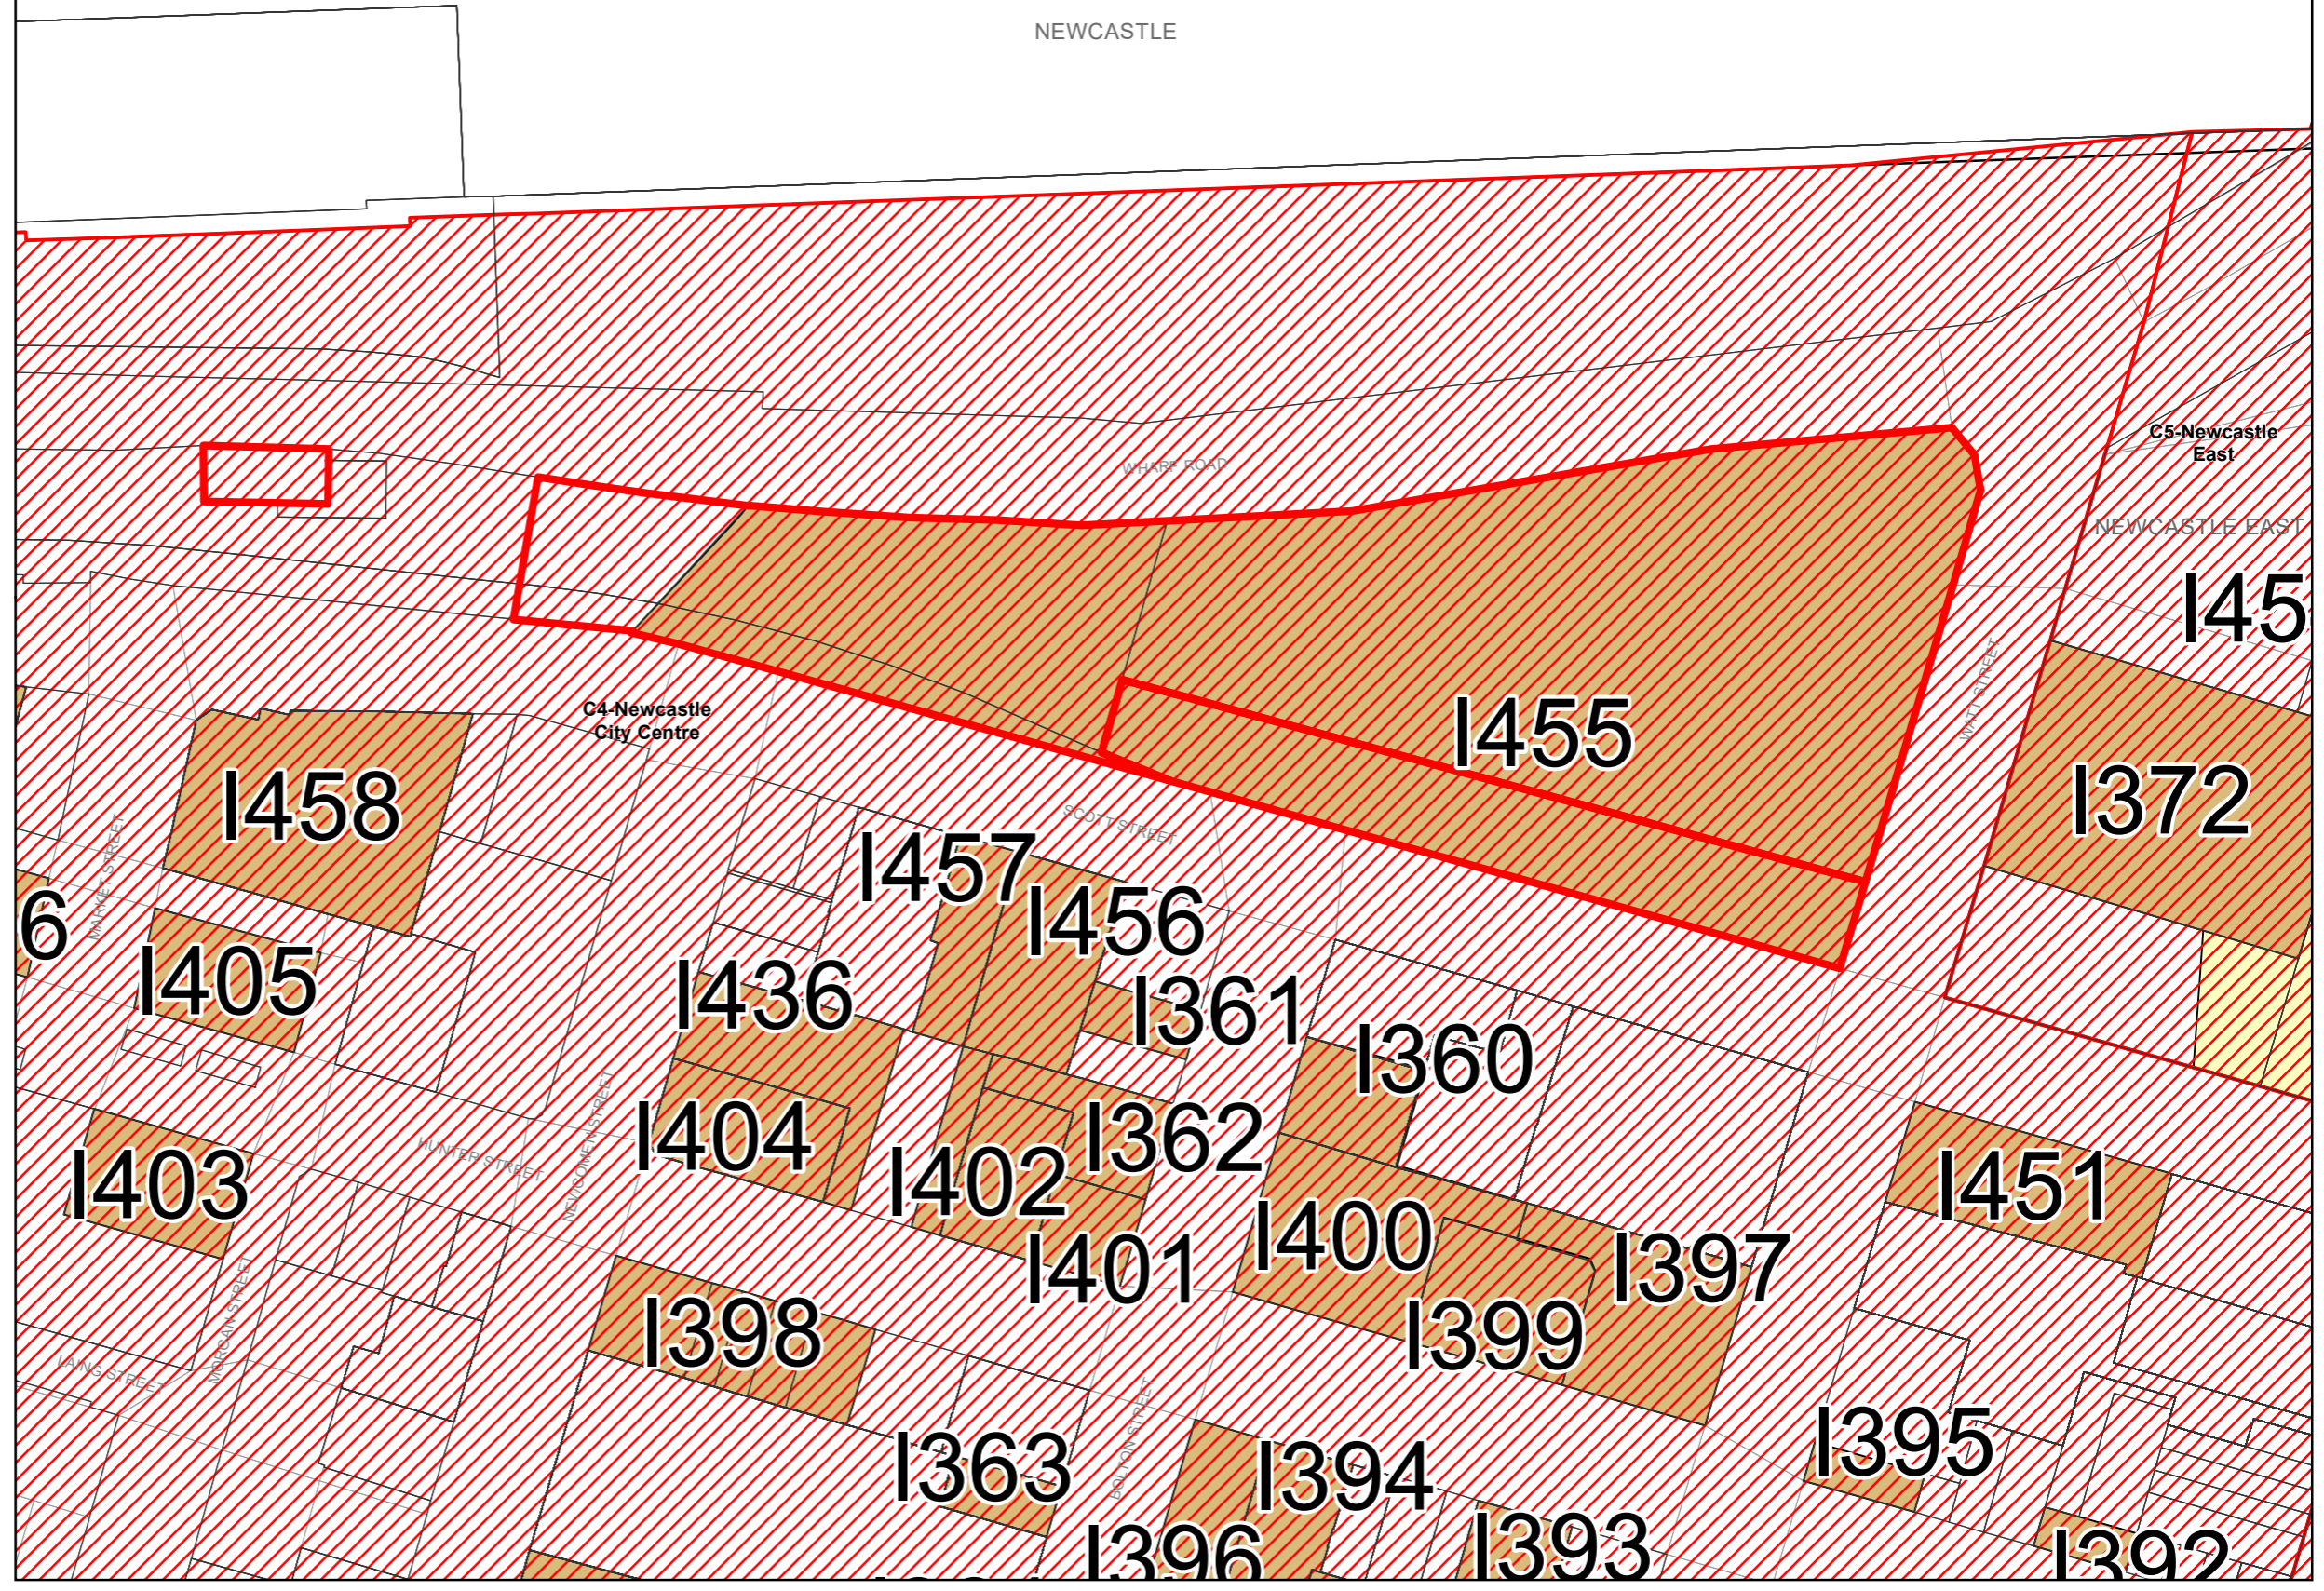 NEWCASTLE
C5-Newcastle
East
WHARF ROAD
NEWCASTLE EAST
I45
I455
WATT STREET
C4-Newcastle
City Centre
I458
I372
SCOTT STREET
MARKET STREET
I457
I456
6
I405
I436
I361
I360
I404
I362
HUNTER STREET
NEWCOMEN STREET
I403
I402
I451
I400
I401
I397
I398
I399
MORGAN STREET
LAING STREET
BOLTON STREET
I363
I394
I395
I396
I393
I392